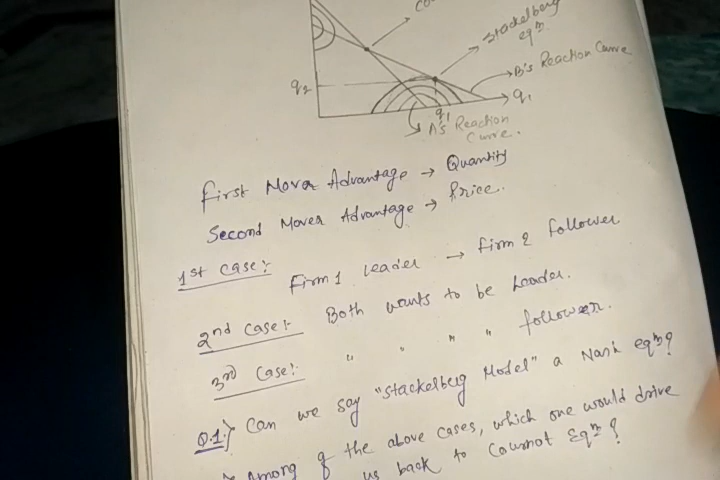 Co
Stackelberg
eqm
B's Reaction Curve
q2
q1
q1
A's Reaction
Curve.
First Mover Advantage → Quantity
Second Mover Advantage → Price.
1st Case:- Firm 1 leader → firm 2 follower
2nd Case:- Both wants to be Leader.
3rd Case:- " " " " follower.
Q.1:) Can we say "Stackelberg Model" a Nash eqm?
Among of the above cases, which one would drive
us back to Cournot Eqm?